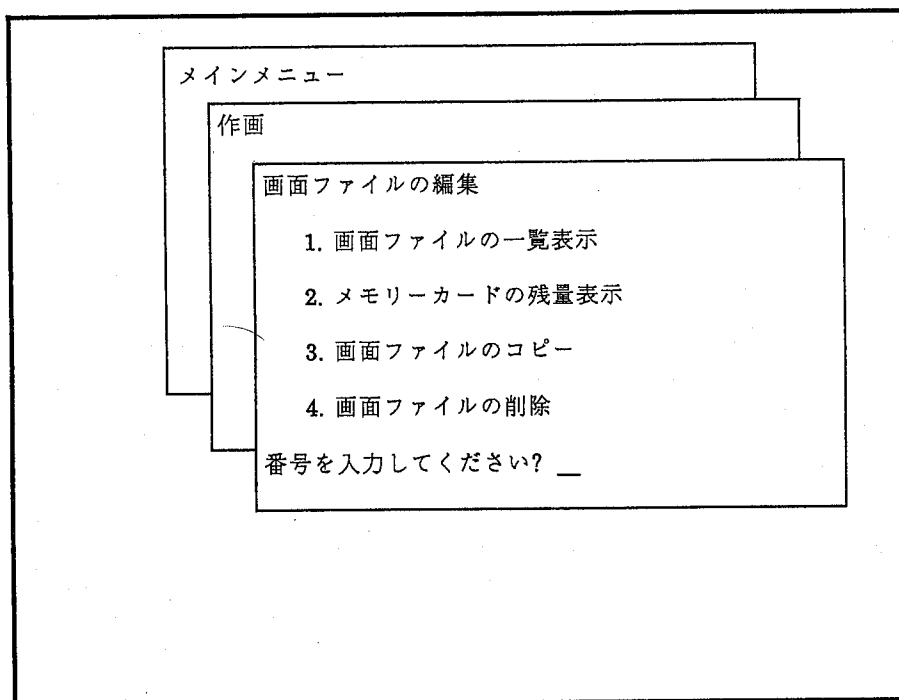 メインメニュー
作画
画面ファイルの編集
1. 画面ファイルの一覧表示
2. メモリーカードの残量表示
3. 画面ファイルのコピー
4. 画面ファイルの削除
番号を入力してください? _